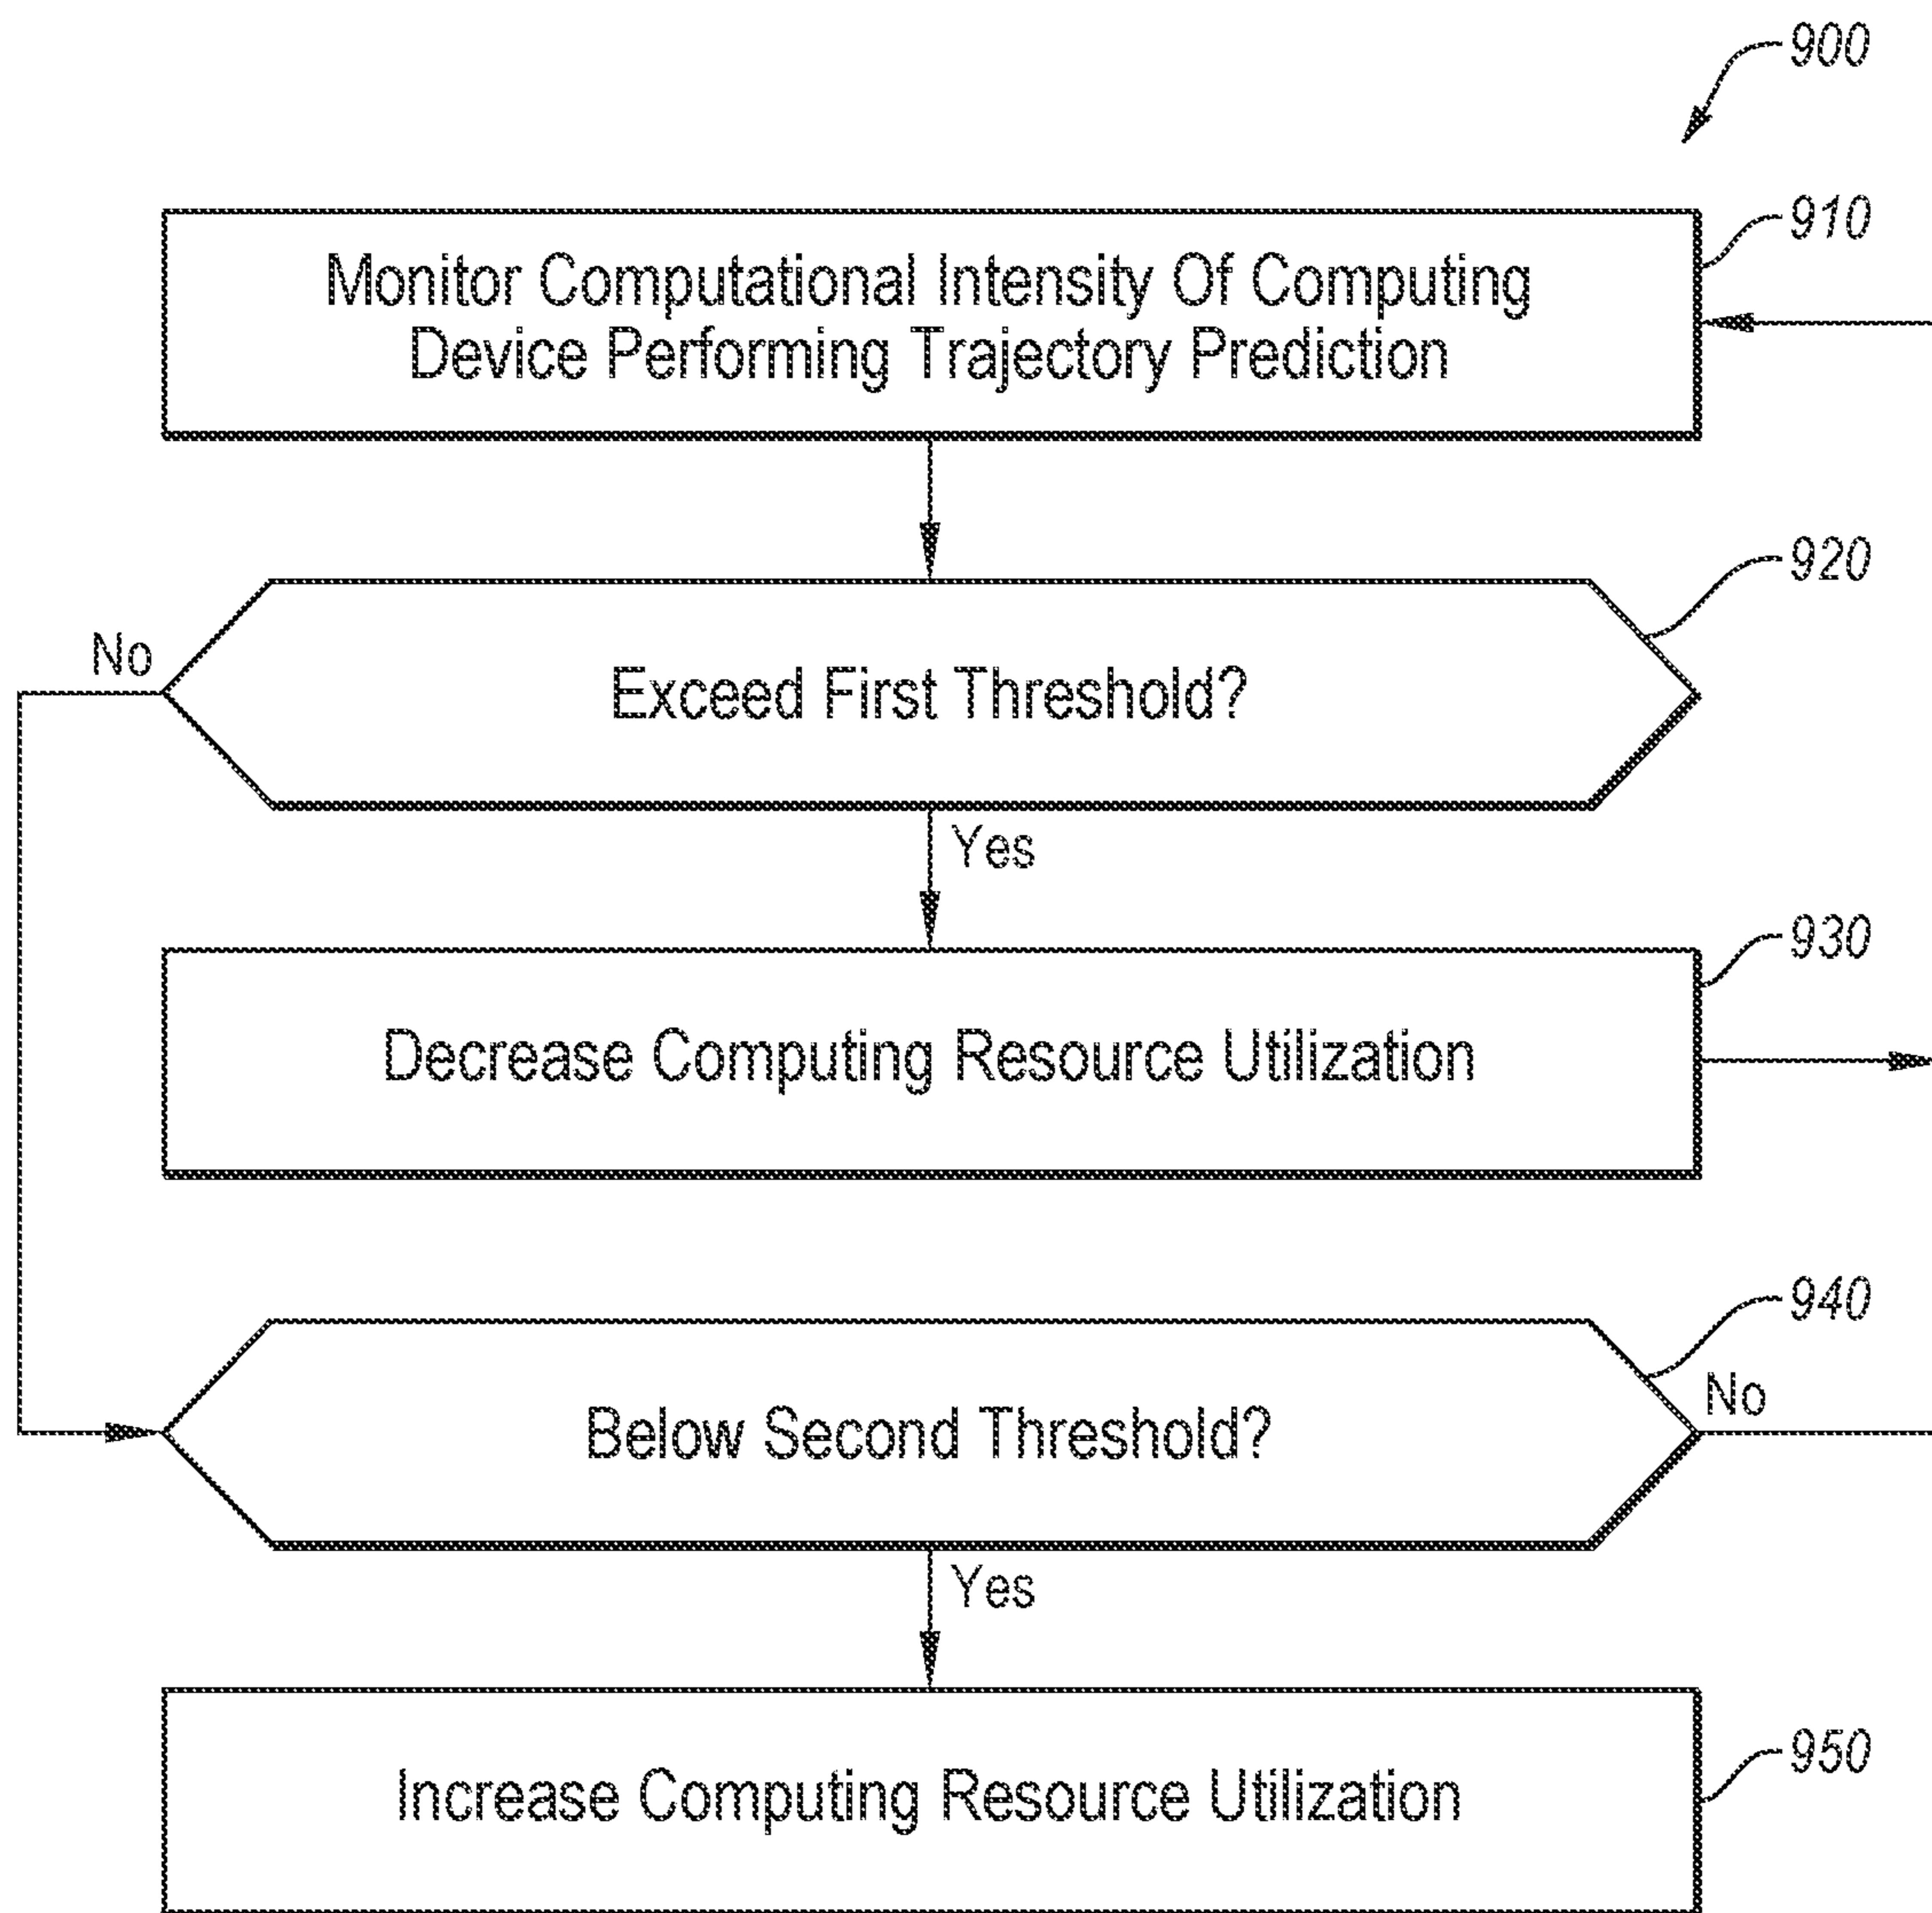 900
910
Monitor Computational Intensity Of Computing
Device Performing Trajectory Prediction
920
No
Exceed First Threshold?
Yes
930
Decrease Computing Resource Utilization
940
No
Below Second Threshold?
Yes
950
Increase Computing Resource Utilization